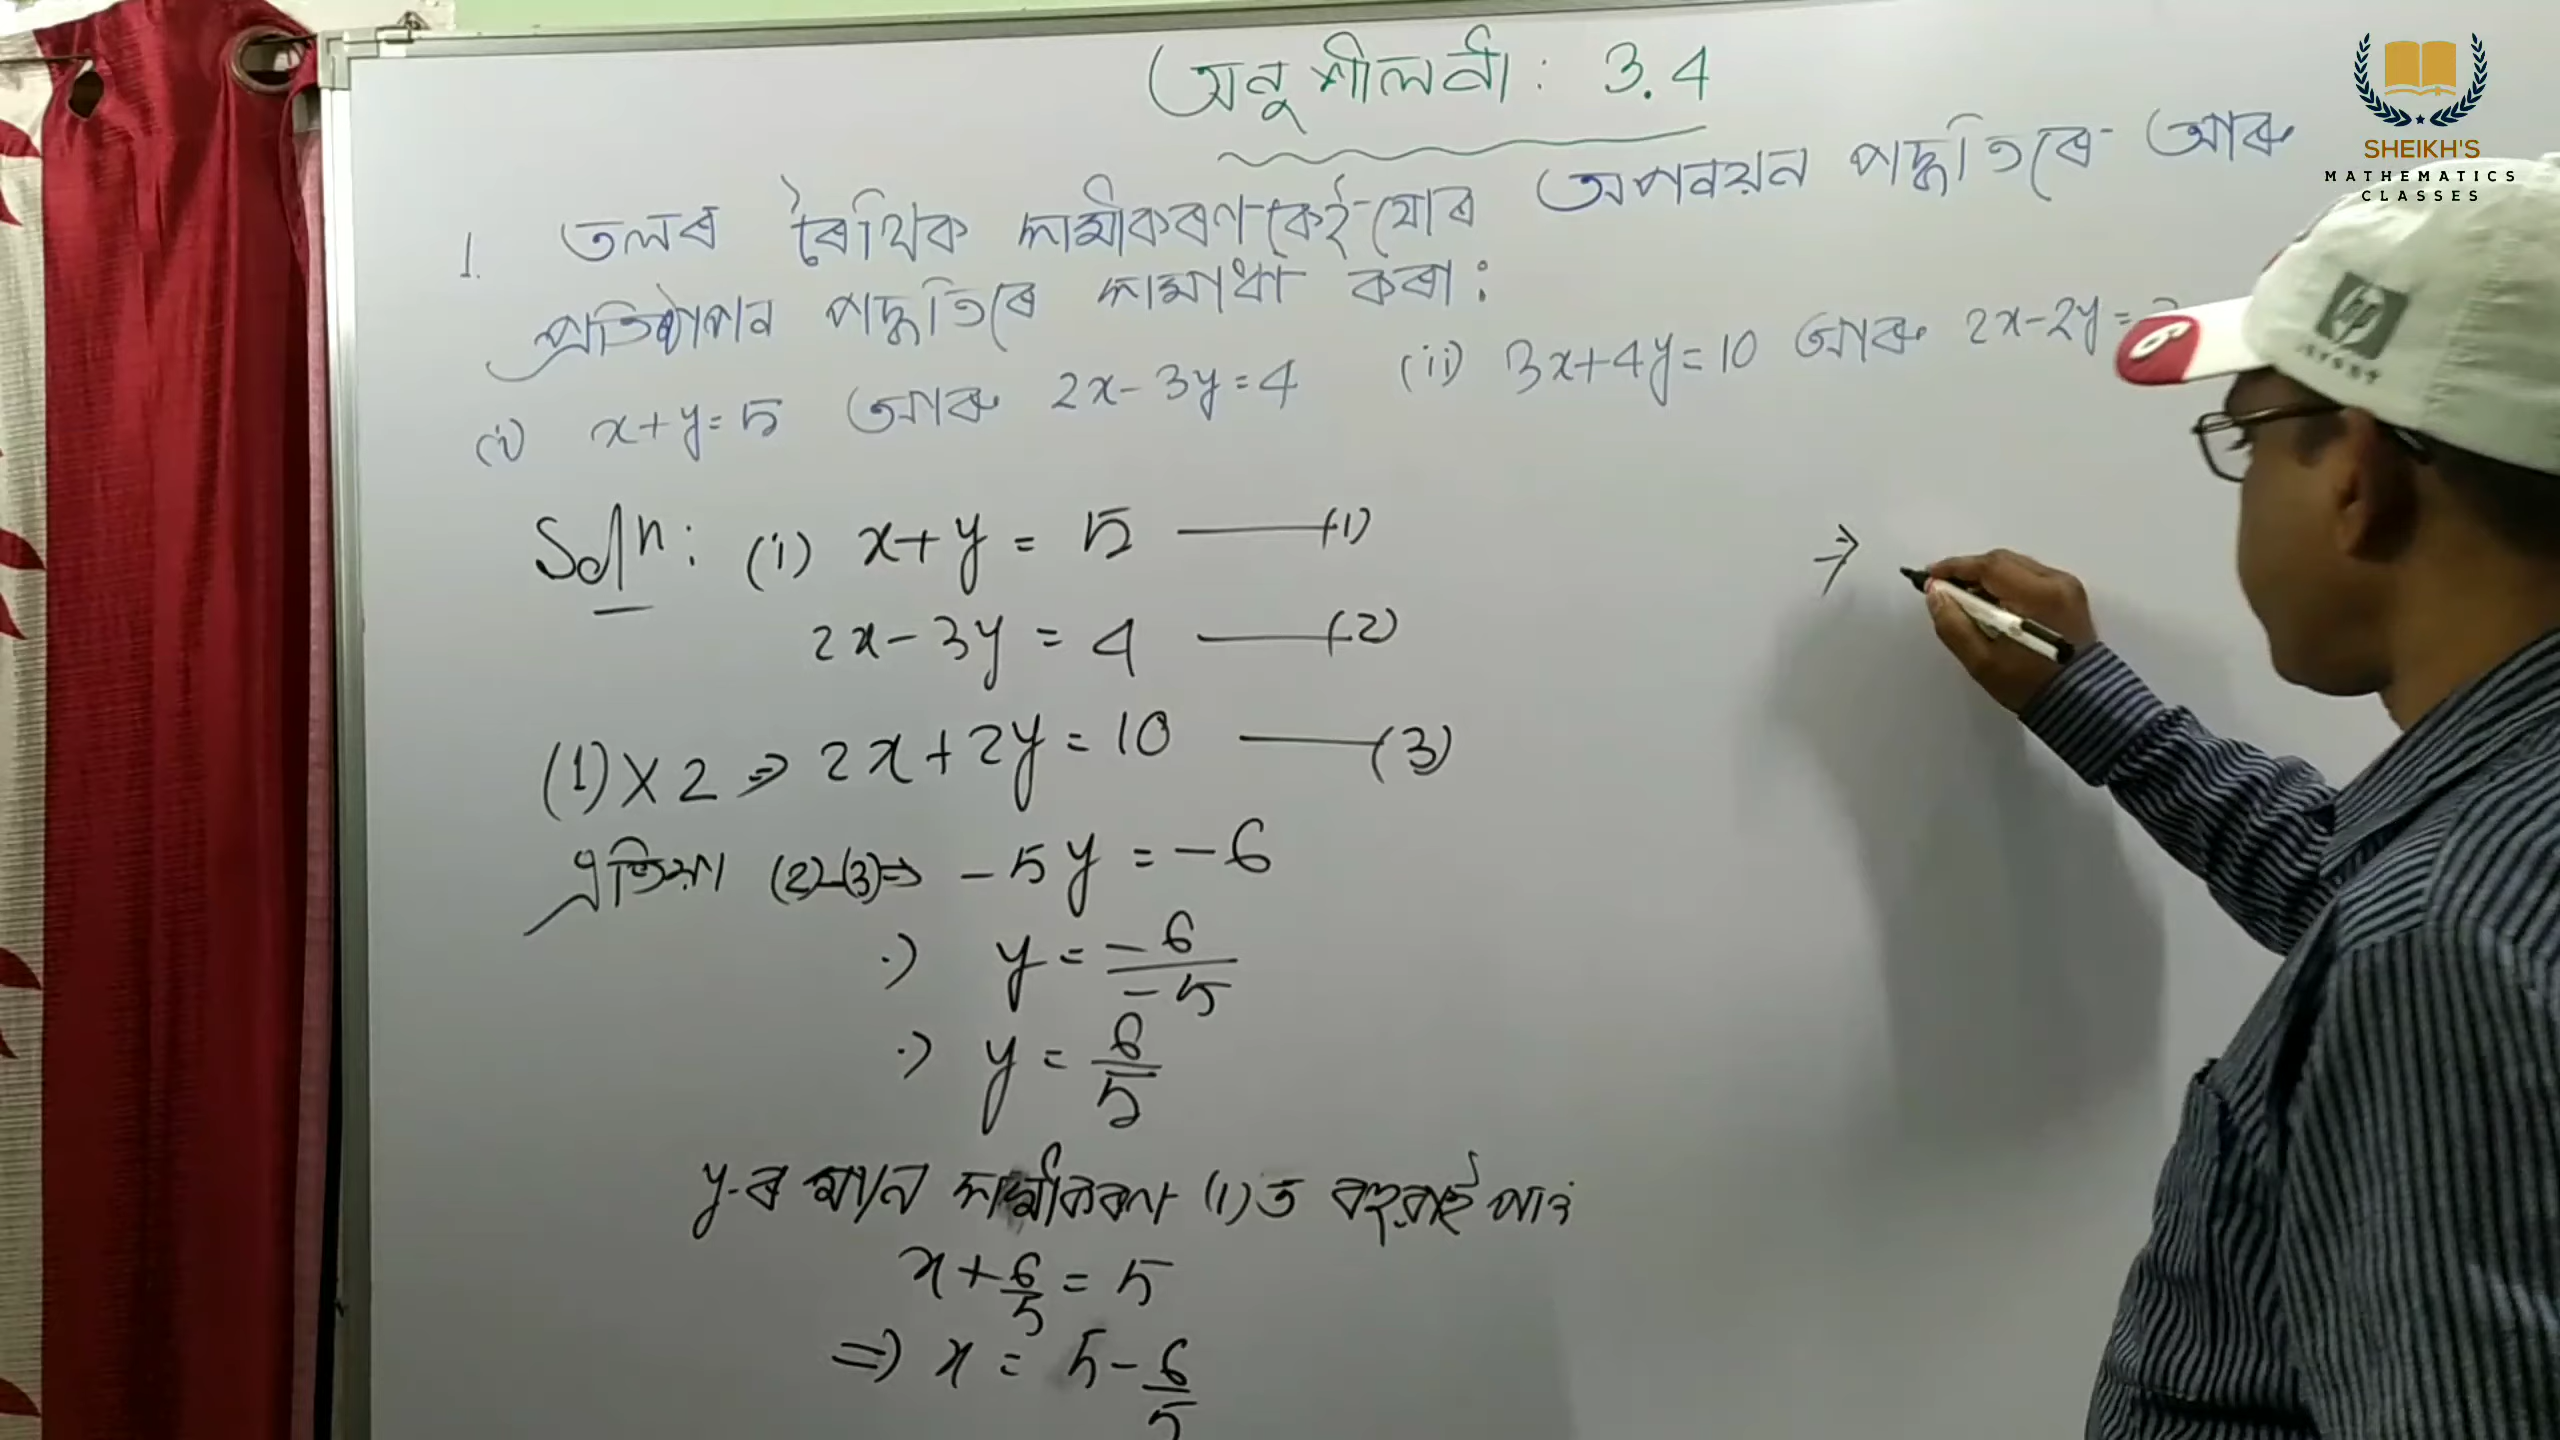 অনুশীলনী: 3.4
1. তলৰ ৰৈখিক সমীকৰণকেইযোৰ অপনয়ন পদ্ধতিৰে আৰু
প্ৰতিষ্ঠাপন পদ্ধতিৰে সমাধা কৰা:
(i) x+y=5 আৰু 2x-3y=4 (ii) 3x+4y=10 আৰু 2x-2y=
Soln: (i) x+y = 5 —(1)
2x-3y = 4 —(2)
(1)×2 ⇒ 2x+2y=10 —(3)
(2)-(3)⇒ -5y = -6
⇒ y = -6/-5
⇒ y = 6/5
y-ৰ মান সমীকৰণ (1)ত বহুৱাই পাওঁ
x+6/5 = 5
⇒ x = 5-6/5
⇒
SHEIKH'S
MATHEMATICS
CLASSES
hp
6